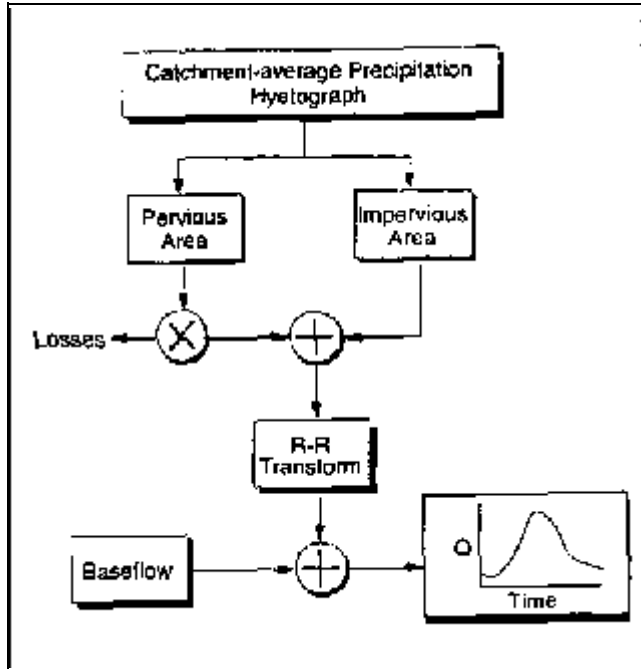 Catchment-average Precipitation
Hyetograph
Pervious
Area
Impervious
Area
Losses
R-R
Transform
Baseflow
Q
Time